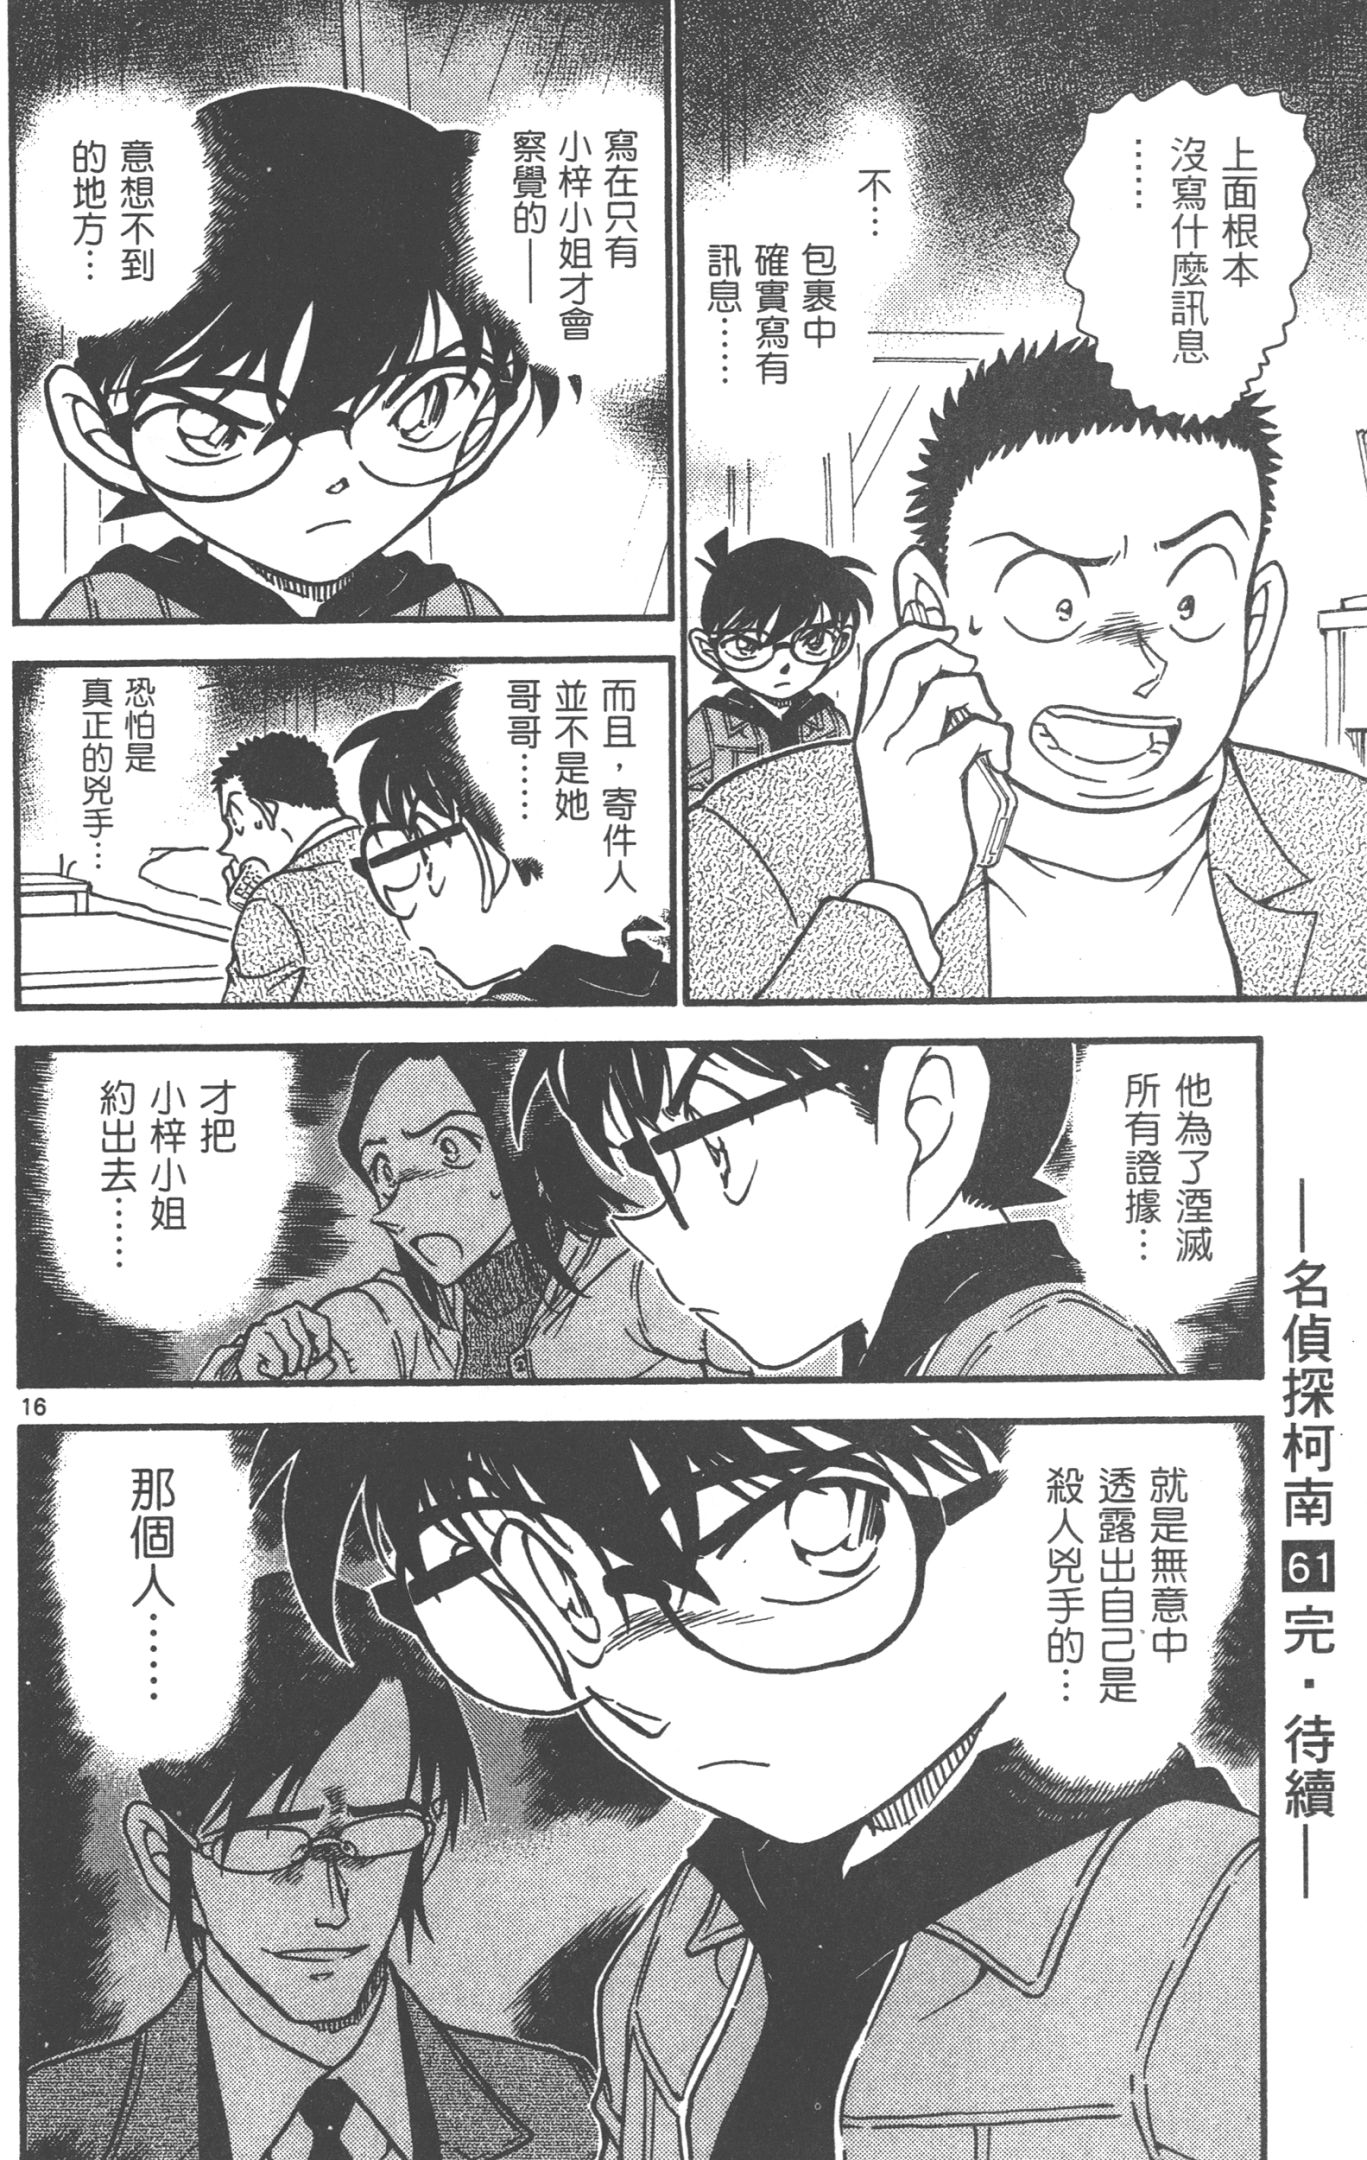 上面根本
沒寫什麼訊息
……
不…
包裹中
確實寫有
訊息……
寫在只有
小梓小姐才會
察覺的——
意想不到
的地方…
而且，寄件人
並不是她
哥哥……
恐怕是
真正的兇手…
他為了湮滅
所有證據…
才把
小梓小姐
約出去……
就是無意中
透露出自己是
殺人兇手的…
那個人……
16
——名偵探柯南61完．待續——